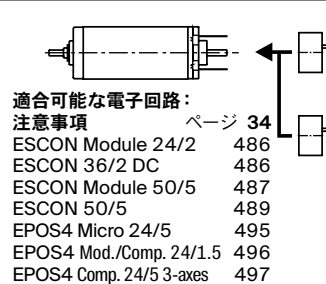 適合可能な電子回路：
注意事項 ページ 34
ESCON Module 24/2 486
ESCON 36/2 DC 486
ESCON Module 50/5 487
ESCON 50/5 489
EPOS4 Micro 24/5 495
EPOS4 Mod./Comp. 24/1.5 496
EPOS4 Comp. 24/5 3-axes 497